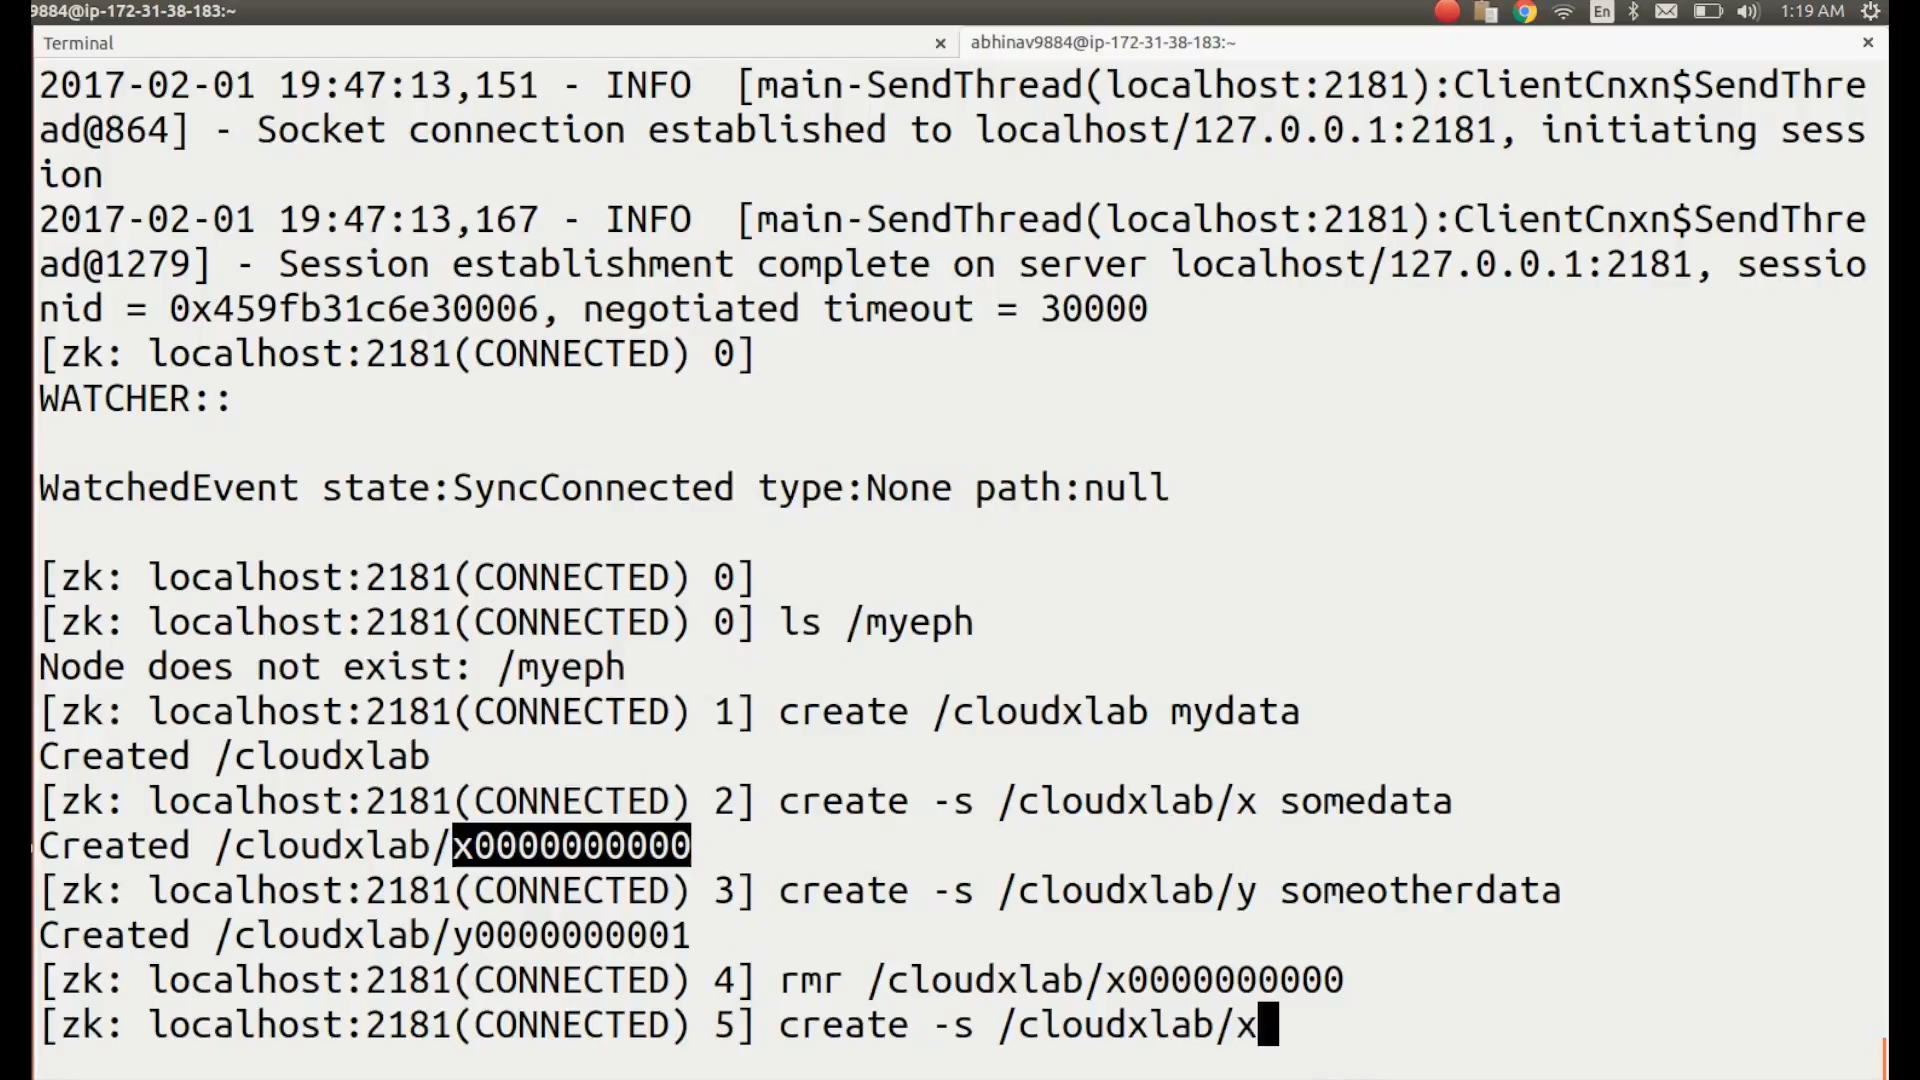 9884@ip-172-31-38-183:~
En
1:19 AM
Terminal
×
abhinav9884@ip-172-31-38-183:~
×
2017-02-01 19:47:13,151 - INFO  [main-SendThread(localhost:2181):ClientCnxn$SendThre
ad@864] - Socket connection established to localhost/127.0.0.1:2181, initiating sess
ion
2017-02-01 19:47:13,167 - INFO  [main-SendThread(localhost:2181):ClientCnxn$SendThre
ad@1279] - Session establishment complete on server localhost/127.0.0.1:2181, sessio
nid = 0x459fb31c6e30006, negotiated timeout = 30000
[zk: localhost:2181(CONNECTED) 0]
WATCHER::
WatchedEvent state:SyncConnected type:None path:null
[zk: localhost:2181(CONNECTED) 0]
[zk: localhost:2181(CONNECTED) 0] ls /myeph
Node does not exist: /myeph
[zk: localhost:2181(CONNECTED) 1] create /cloudxlab mydata
Created /cloudxlab
[zk: localhost:2181(CONNECTED) 2] create -s /cloudxlab/x somedata
Created /cloudxlab/x0000000000
[zk: localhost:2181(CONNECTED) 3] create -s /cloudxlab/y someotherdata
Created /cloudxlab/y0000000001
[zk: localhost:2181(CONNECTED) 4] rmr /cloudxlab/x0000000000
[zk: localhost:2181(CONNECTED) 5] create -s /cloudxlab/x